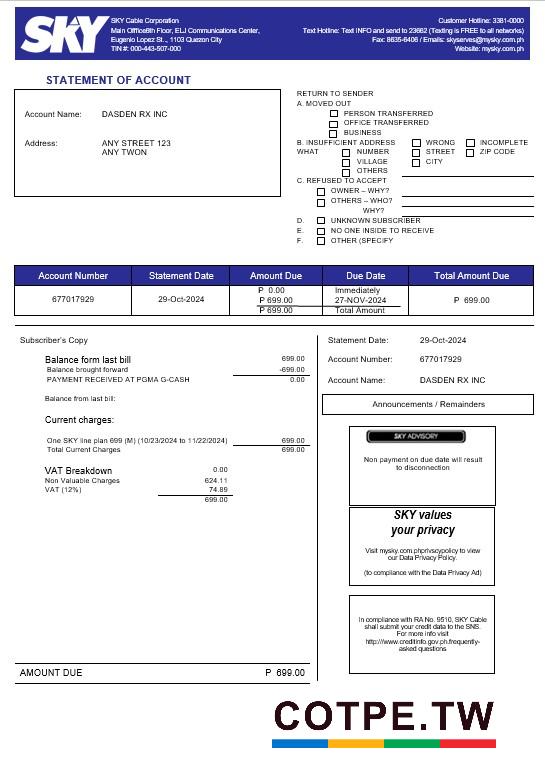 SKY
SKY Cable Corporation
Main Offfice8th Floor, ELJ Communications Center,
Eugenio Lopez St.., 1103 Quezon City
TIN #: 000-443-507-000
Customer Hotline: 3381-0000
Text Hotline: Text INFO and send to 23662 (Texting is FREE to all networks)
Fax: 8635-6406 / Emails: skyserves@mysky.com.ph
Website: mysky.com.ph
STATEMENT OF ACCOUNT
Account Name: DASDEN RX INC
Address: ANY STREET 123
ANY TWON
RETURN TO SENDER
A. MOVED OUT
PERSON TRANSFERRED
OFFICE TRANSFERRED
BUSINESS
B. INSUFFICIENT ADDRESS WRONG INCOMPLETE
WHAT NUMBER STREET ZIP CODE
VILLAGE CITY
OTHERS
C. REFUSED TO ACCEPT
OWNER – WHY?
OTHERS – WHO?
WHY?
D. UNKNOWN SUBSCRIBER
E. NO ONE INSIDE TO RECEIVE
F. OTHER (SPECIFY
Account Number Statement Date Amount Due Due Date Total Amount Due
P 0.00 Immediately
677017929 29-Oct-2024 P 699.00 27-NOV-2024 P 699.00
P 699.00 Total Amount
Subscriber's Copy
Balance form last bill 699.00
Balance brought forward -699.00
PAYMENT RECEIVED AT PGMA G-CASH 0.00
Balance from last bill:
Current charges:
One SKY line plan 699 (M) (10/23/2024 to 11/22/2024) 699.00
Total Current Charges 699.00
VAT Breakdown 0.00
Non Valuable Charges 624.11
VAT (12%) 74.89
699.00
AMOUNT DUE P 699.00
Statement Date: 29-Oct-2024
Account Number: 677017929
Account Name: DASDEN RX INC
Announcements / Remainders
SKY ADVISORY
Non payment on due date will result
to disconnection
SKY values
your privacy
Visit mysky.com.phprivscypolicy to view
our Data Privacy Policy.
(to compliance with the Data Privacy Ad)
In compliance with RA No. 9510, SKY Cable
shall submit your credit data to the SNS.
For more info visit
http://www.creditinfo.gov.ph.frequently-
asked questions
COTPE.TW